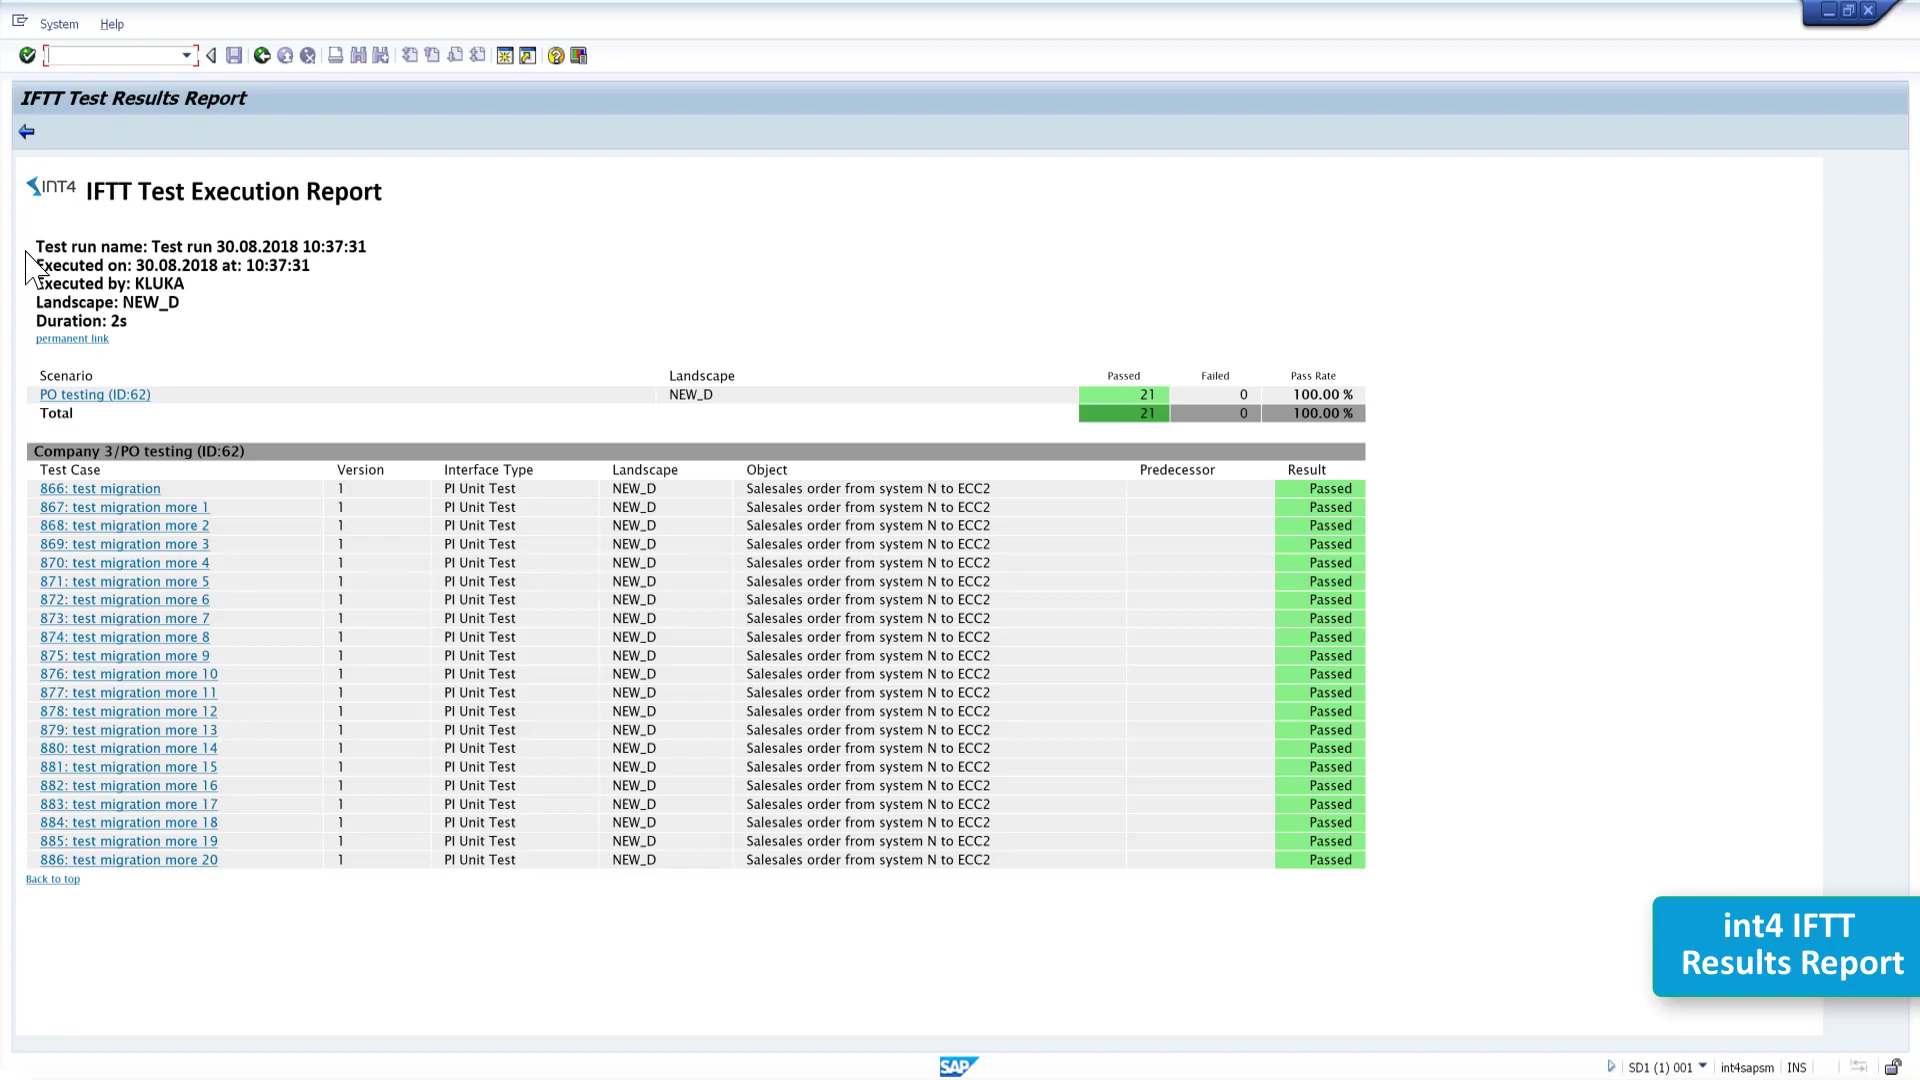 System Help
IFTT Test Results Report
INT4 IFTT Test Execution Report
Test run name: Test run 30.08.2018 10:37:31
Executed on: 30.08.2018 at: 10:37:31
Executed by: KLUKA
Landscape: NEW_D
Duration: 2s
permanent link
Scenario Landscape Passed Failed Pass Rate
PO testing (ID:62) NEW_D 21 0 100.00 %
Total 21 0 100.00 %
Company 3/PO testing (ID:62)
Test Case Version Interface Type Landscape Object Predecessor Result
866: test migration 1 PI Unit Test NEW_D Salesales order from system N to ECC2 Passed
867: test migration more 1 1 PI Unit Test NEW_D Salesales order from system N to ECC2 Passed
868: test migration more 2 1 PI Unit Test NEW_D Salesales order from system N to ECC2 Passed
869: test migration more 3 1 PI Unit Test NEW_D Salesales order from system N to ECC2 Passed
870: test migration more 4 1 PI Unit Test NEW_D Salesales order from system N to ECC2 Passed
871: test migration more 5 1 PI Unit Test NEW_D Salesales order from system N to ECC2 Passed
872: test migration more 6 1 PI Unit Test NEW_D Salesales order from system N to ECC2 Passed
873: test migration more 7 1 PI Unit Test NEW_D Salesales order from system N to ECC2 Passed
874: test migration more 8 1 PI Unit Test NEW_D Salesales order from system N to ECC2 Passed
875: test migration more 9 1 PI Unit Test NEW_D Salesales order from system N to ECC2 Passed
876: test migration more 10 1 PI Unit Test NEW_D Salesales order from system N to ECC2 Passed
877: test migration more 11 1 PI Unit Test NEW_D Salesales order from system N to ECC2 Passed
878: test migration more 12 1 PI Unit Test NEW_D Salesales order from system N to ECC2 Passed
879: test migration more 13 1 PI Unit Test NEW_D Salesales order from system N to ECC2 Passed
880: test migration more 14 1 PI Unit Test NEW_D Salesales order from system N to ECC2 Passed
881: test migration more 15 1 PI Unit Test NEW_D Salesales order from system N to ECC2 Passed
882: test migration more 16 1 PI Unit Test NEW_D Salesales order from system N to ECC2 Passed
883: test migration more 17 1 PI Unit Test NEW_D Salesales order from system N to ECC2 Passed
884: test migration more 18 1 PI Unit Test NEW_D Salesales order from system N to ECC2 Passed
885: test migration more 19 1 PI Unit Test NEW_D Salesales order from system N to ECC2 Passed
886: test migration more 20 1 PI Unit Test NEW_D Salesales order from system N to ECC2 Passed
Back to top
int4 IFTT
Results Report
SAP SD1 (1) 001 int4sapsm INS